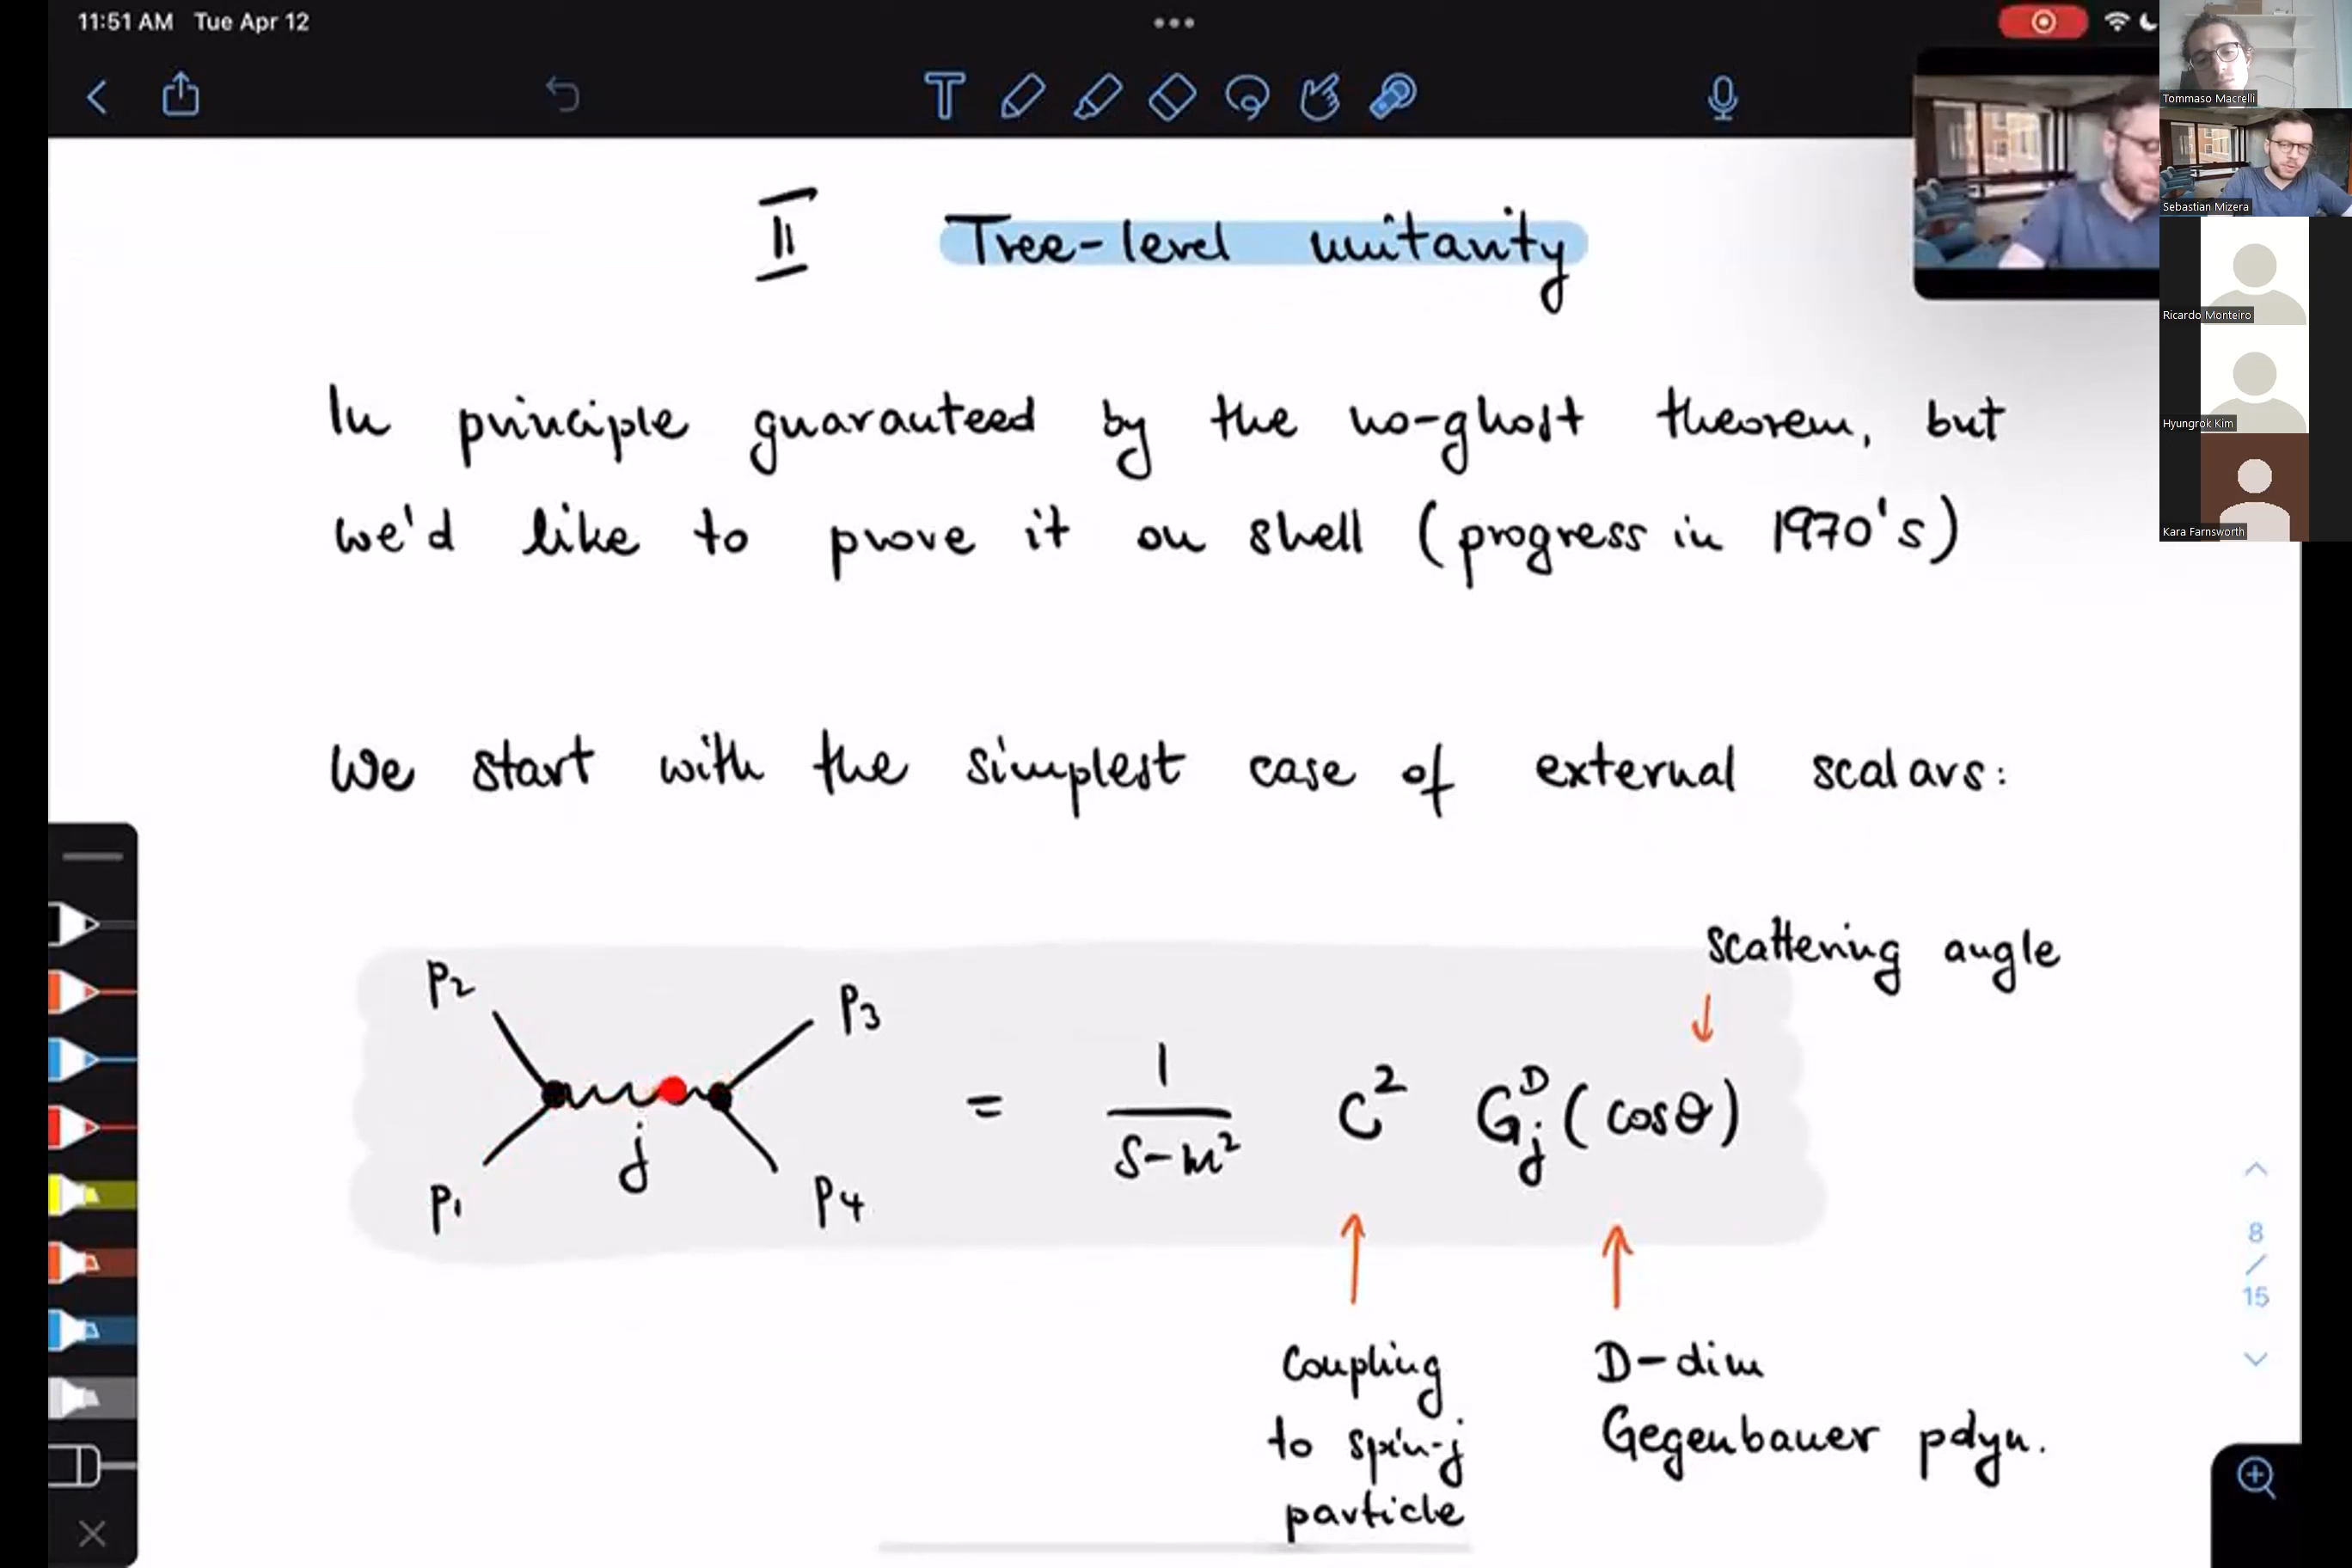 11:51 AM Tue Apr 12
Tommaso Macrelli
Sebastian Mizera
Ricardo Monteiro
Hyungrok Kim
Kara Farnsworth
II Tree-level unitarity
In principle guaranteed by the no-ghost theorem, but
we'd like to prove it on shell (progress in 1970's)
We start with the simplest case of external scalars:
scattering angle
↓
p2 p3
j
p1 p4
= 1/(s-m²) C² G_j^D (cosθ)
↑ ↑
Coupling
to spin-j
particle
D-dim
Gegenbauer polyn.
8
/
15